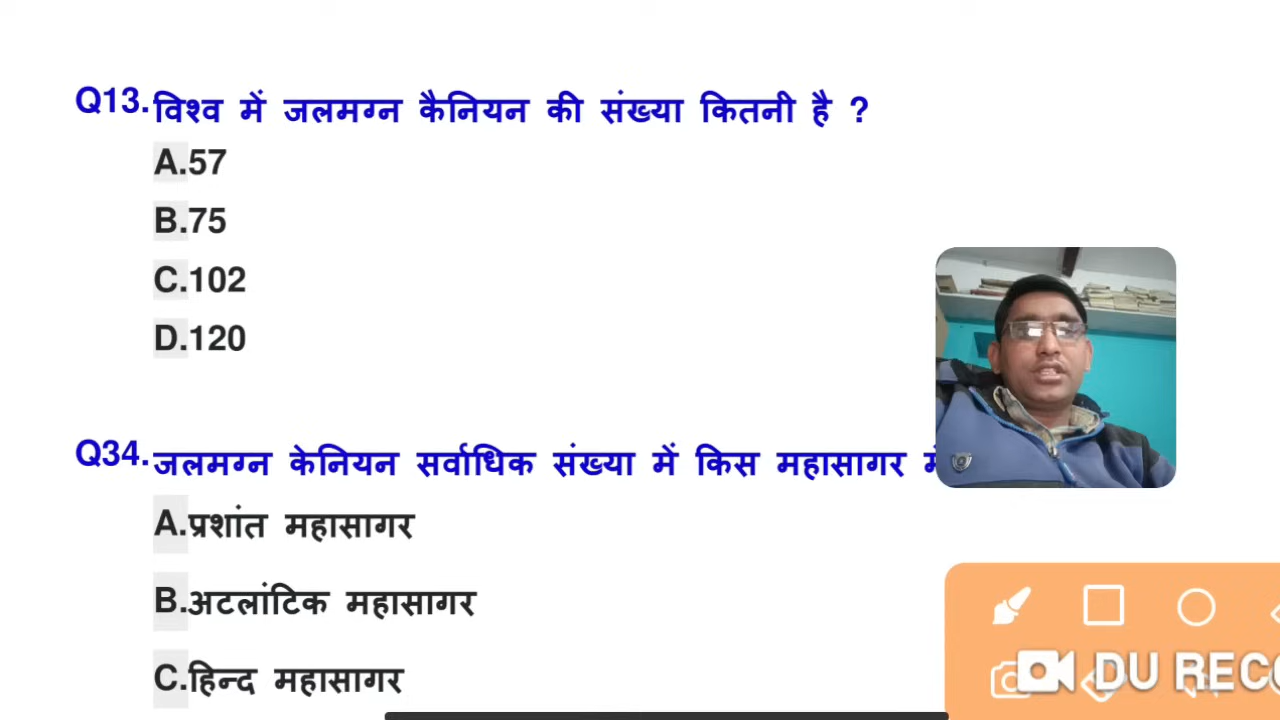 Q13. विश्व में जलमग्न कैनियन की संख्या कितनी है ?
A.57
B.75
C.102
D.120
Q34. जलमग्न केनियन सर्वाधिक संख्या में किस महासागर
A.प्रशांत महासागर
B.अटलांटिक महासागर
C.हिन्द महासागर
DU REC